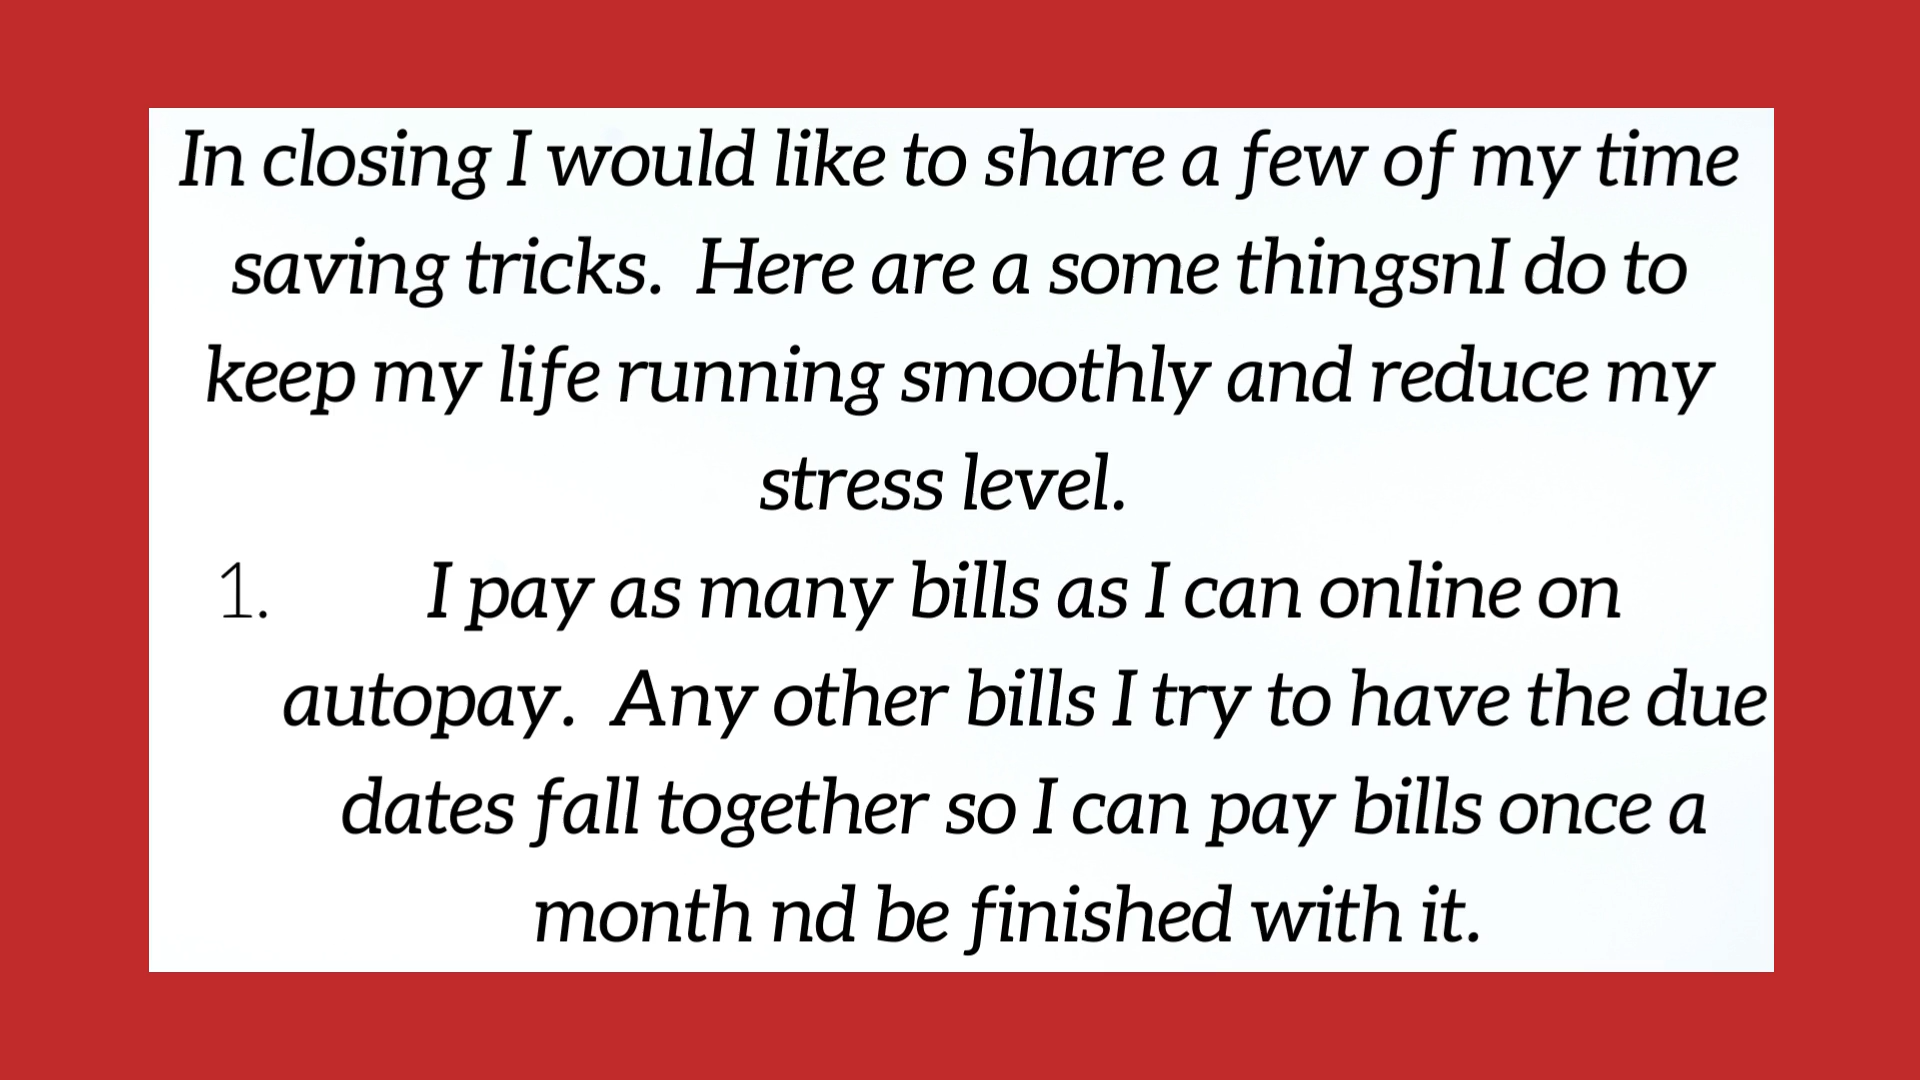 In closing I would like to share a few of my time
saving tricks.  Here are a some thingsnI do to
keep my life running smoothly and reduce my
stress level.
1. I pay as many bills as I can online on
autopay.  Any other bills I try to have the due
dates fall together so I can pay bills once a
month nd be finished with it.